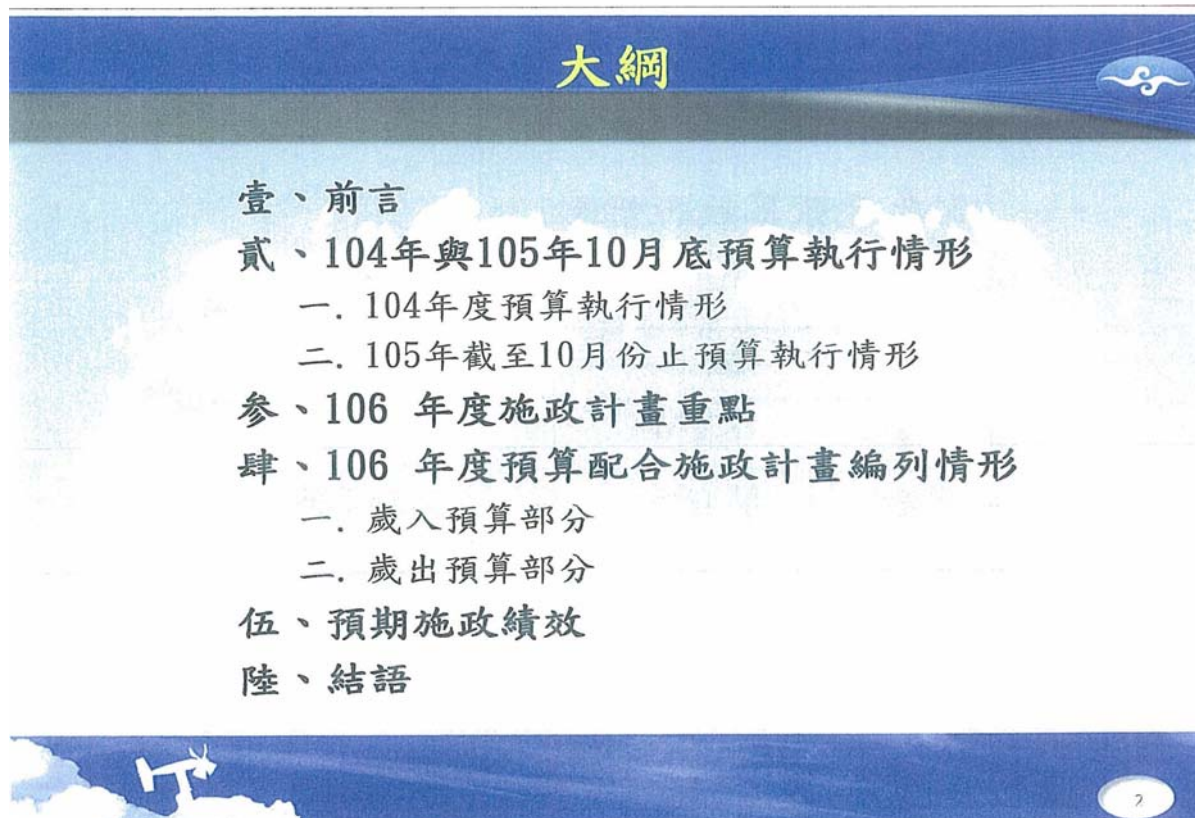 大綱
壹、前言
貳、104年與105年10月底預算執行情形
一. 104年度預算執行情形
二. 105年截至10月份止預算執行情形
參、106 年度施政計畫重點
肆、106 年度預算配合施政計畫編列情形
一. 歲入預算部分
二. 歲出預算部分
伍、預期施政績效
陸、結語
2